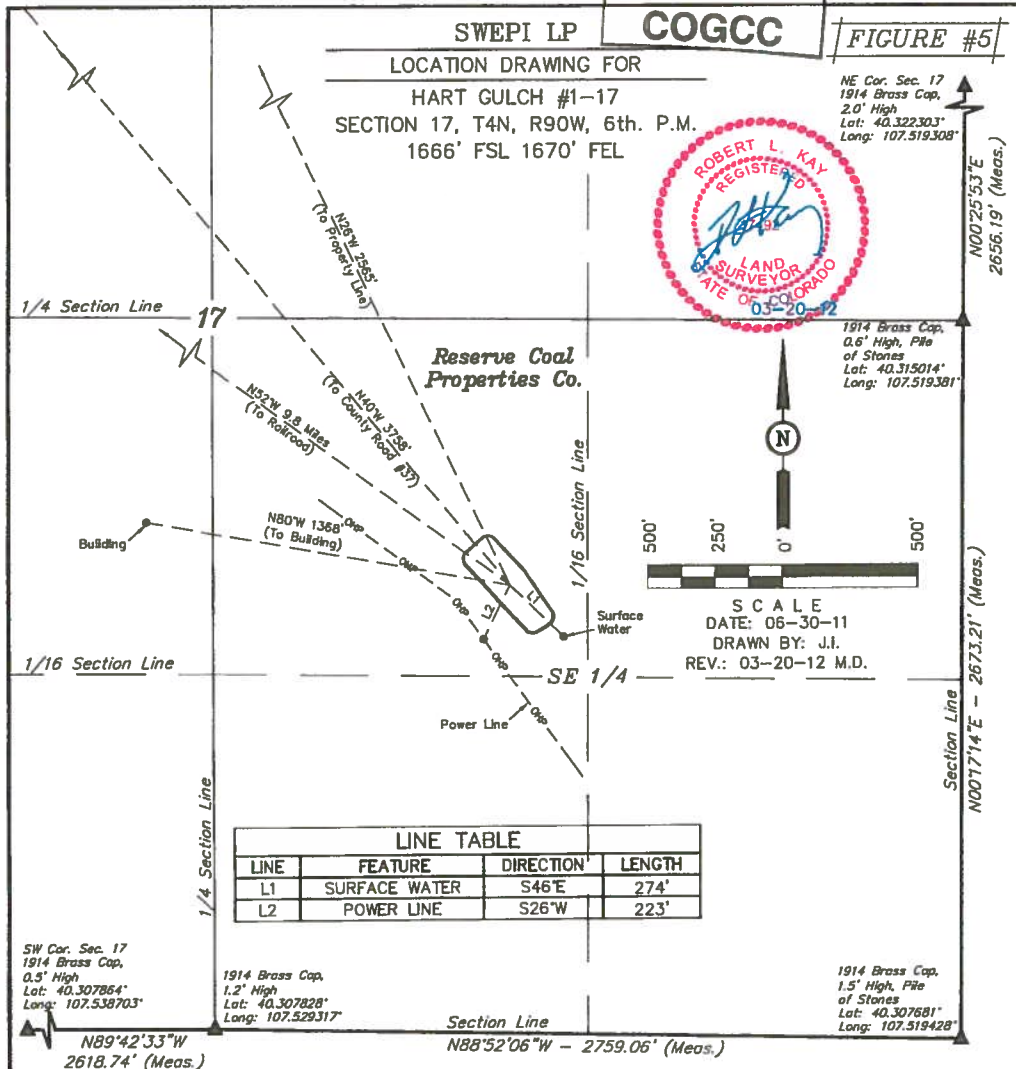 SWEPI LP
COGCC
FIGURE #5
LOCATION DRAWING FOR
HART GULCH #1-17
SECTION 17, T4N, R90W, 6th. P.M.
1666' FSL 1670' FEL
NE Cor. Sec. 17
1914 Brass Cap,
2.0' High
Lat: 40.322303°
Long: 107.519308°
N00°25'53"E
2656.19' (Meas.)
ROBERT L. KAY
REGISTERED
LAND
SURVEYOR
STATE OF COLORADO
03-20-12
N26°W 2565'
(To Property Line)
1/4 Section Line
17
1914 Brass Cap,
0.6' High, Pile
of Stones
Lat: 40.315014°
Long: 107.519381°
Reserve Coal
Properties Co.
N40°W 3758'
(To County Road #37)
N52°W 9.8 Miles
(To Railroad)
1/16 Section Line
N
N80°W 1368'
(To Building)
Building
OHP
OHP
OHP
OHP
OHP
L1
L2
Surface
Water
500'
250'
0'
500'
SCALE
DATE: 06-30-11
DRAWN BY: J.I.
REV.: 03-20-12 M.D.
1/16 Section Line
SE 1/4
Power Line
Section Line
N00°17'14"E - 2673.21' (Meas.)
1/4 Section Line
LINE TABLE
LINE FEATURE DIRECTION LENGTH
L1 SURFACE WATER S46°E 274'
L2 POWER LINE S26°W 223'
SW Cor. Sec. 17
1914 Brass Cap,
0.5' High
Lat: 40.307864°
Long: 107.538703°
1914 Brass Cap,
1.2' High
Lat: 40.307828°
Long: 107.529317°
1914 Brass Cap,
1.5' High, Pile
of Stones
Lat: 40.307681°
Long: 107.519428°
N89°42'33"W
2618.74' (Meas.)
Section Line
N88°52'06"W - 2759.06' (Meas.)